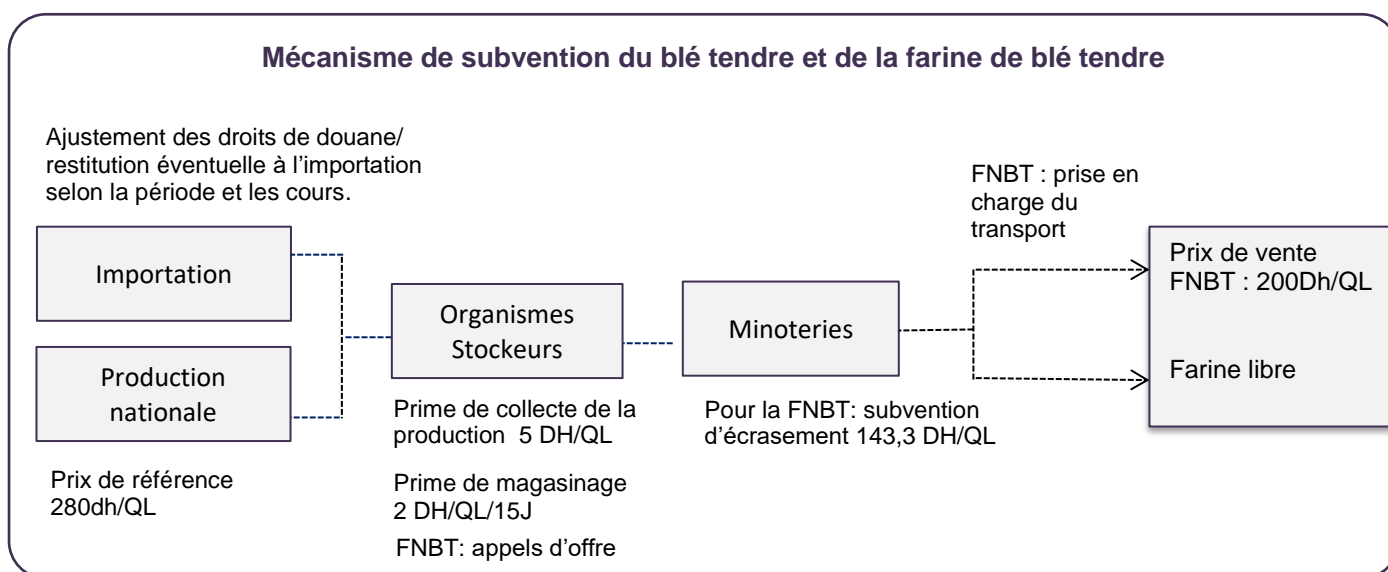 Mécanisme de subvention du blé tendre et de la farine de blé tendre
Ajustement des droits de douane/
restitution éventuelle à l’importation
selon la période et les cours.
Importation
Production
nationale
Prix de référence
280dh/QL
Organismes
Stockeurs
Prime de collecte de la
production 5 DH/QL
Prime de magasinage
2 DH/QL/15J
FNBT: appels d’offre
Minoteries
Pour la FNBT: subvention
d’écrasement 143,3 DH/QL
FNBT : prise en
charge du
transport
Prix de vente
FNBT : 200Dh/QL
Farine libre